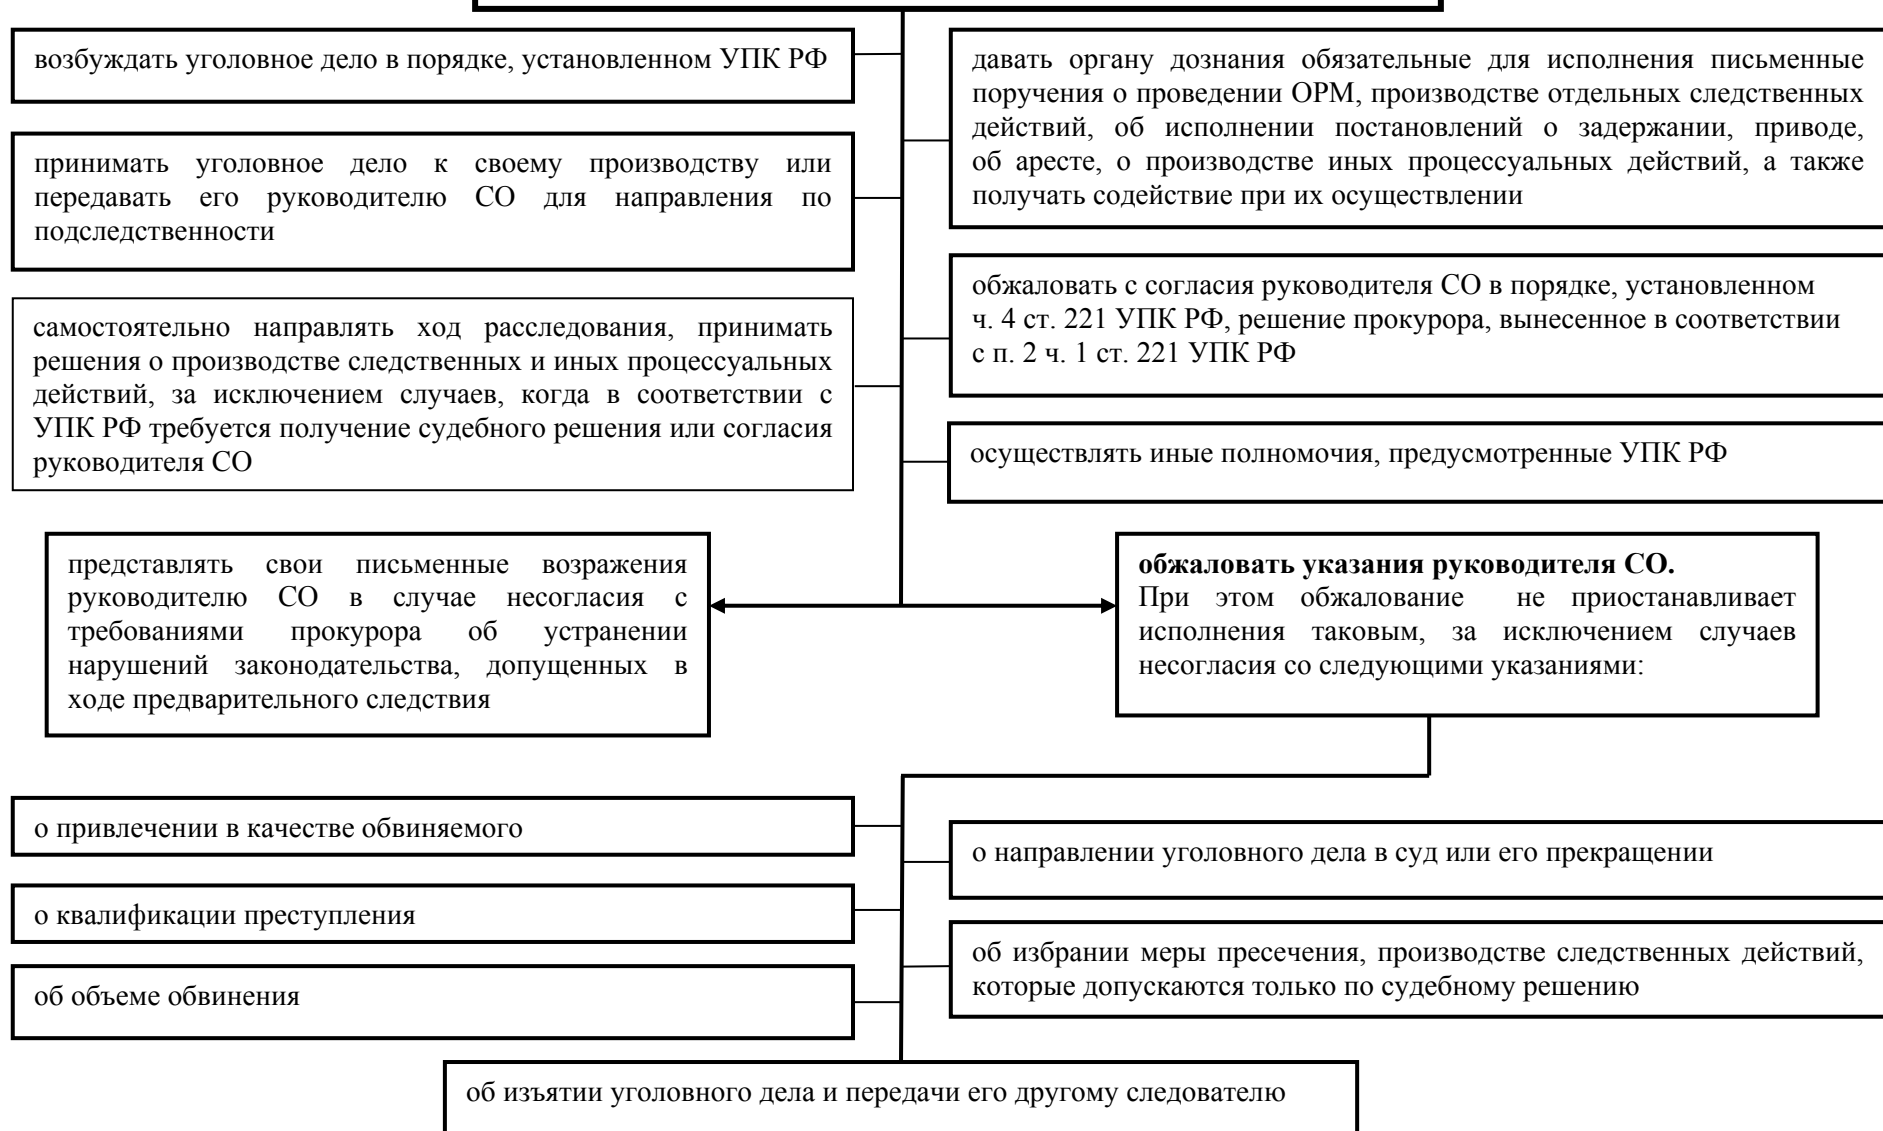 возбуждать уголовное дело в порядке, установленном УПК РФ
принимать уголовное дело к своему производству или
передавать его руководителю СО для направления по
подследственности
самостоятельно направлять ход расследования, принимать
решения о производстве следственных и иных процессуальных
действий, за исключением случаев, когда в соответствии с
УПК РФ требуется получение судебного решения или согласия
руководителя СО
давать органу дознания обязательные для исполнения письменные
поручения о проведении ОРМ, производстве отдельных следственных
действий, об исполнении постановлений о задержании, приводе,
об аресте, о производстве иных процессуальных действий, а также
получать содействие при их осуществлении
обжаловать с согласия руководителя СО в порядке, установленном
ч. 4 ст. 221 УПК РФ, решение прокурора, вынесенное в соответствии
с п. 2 ч. 1 ст. 221 УПК РФ
осуществлять иные полномочия, предусмотренные УПК РФ
представлять свои письменные возражения
руководителю СО в случае несогласия с
требованиями прокурора об устранении
нарушений законодательства, допущенных в
ходе предварительного следствия
обжаловать указания руководителя СО.
При этом обжалование не приостанавливает
исполнения таковым, за исключением случаев
несогласия со следующими указаниями:
о привлечении в качестве обвиняемого
о квалификации преступления
об объеме обвинения
о направлении уголовного дела в суд или его прекращении
об избрании меры пресечения, производстве следственных действий,
которые допускаются только по судебному решению
об изъятии уголовного дела и передачи его другому следователю